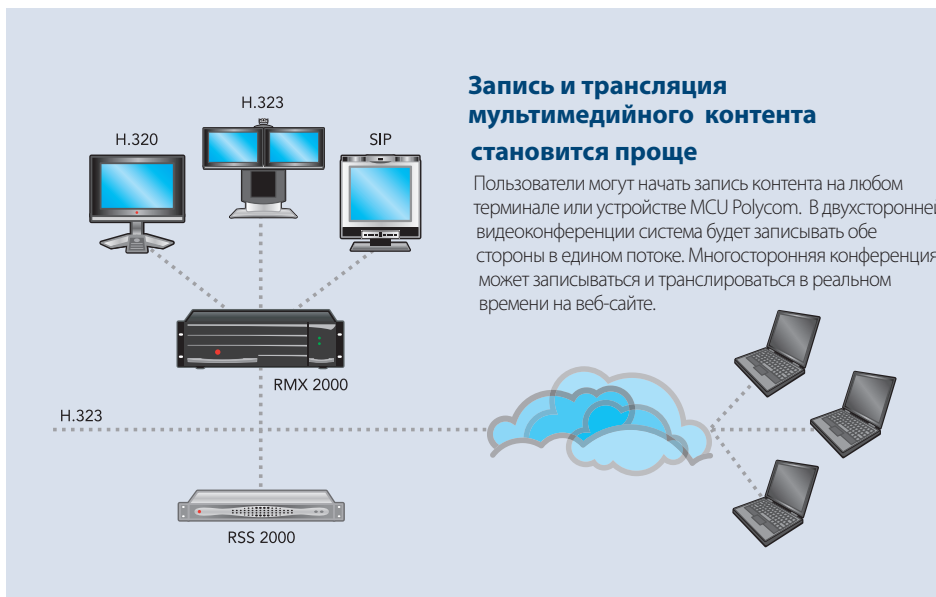 Запись и трансляция
мультимедийного контента
становится проще
Пользователи могут начать запись контента на любом
терминале или устройстве MCU Polycom. В двухсторонней
видеоконференции система будет записывать обе
стороны в едином потоке. Многосторонняя конференция
может записываться и транслироваться в реальном
времени на веб-сайте.
H.323
H.320
SIP
RMX 2000
H.323
RSS 2000